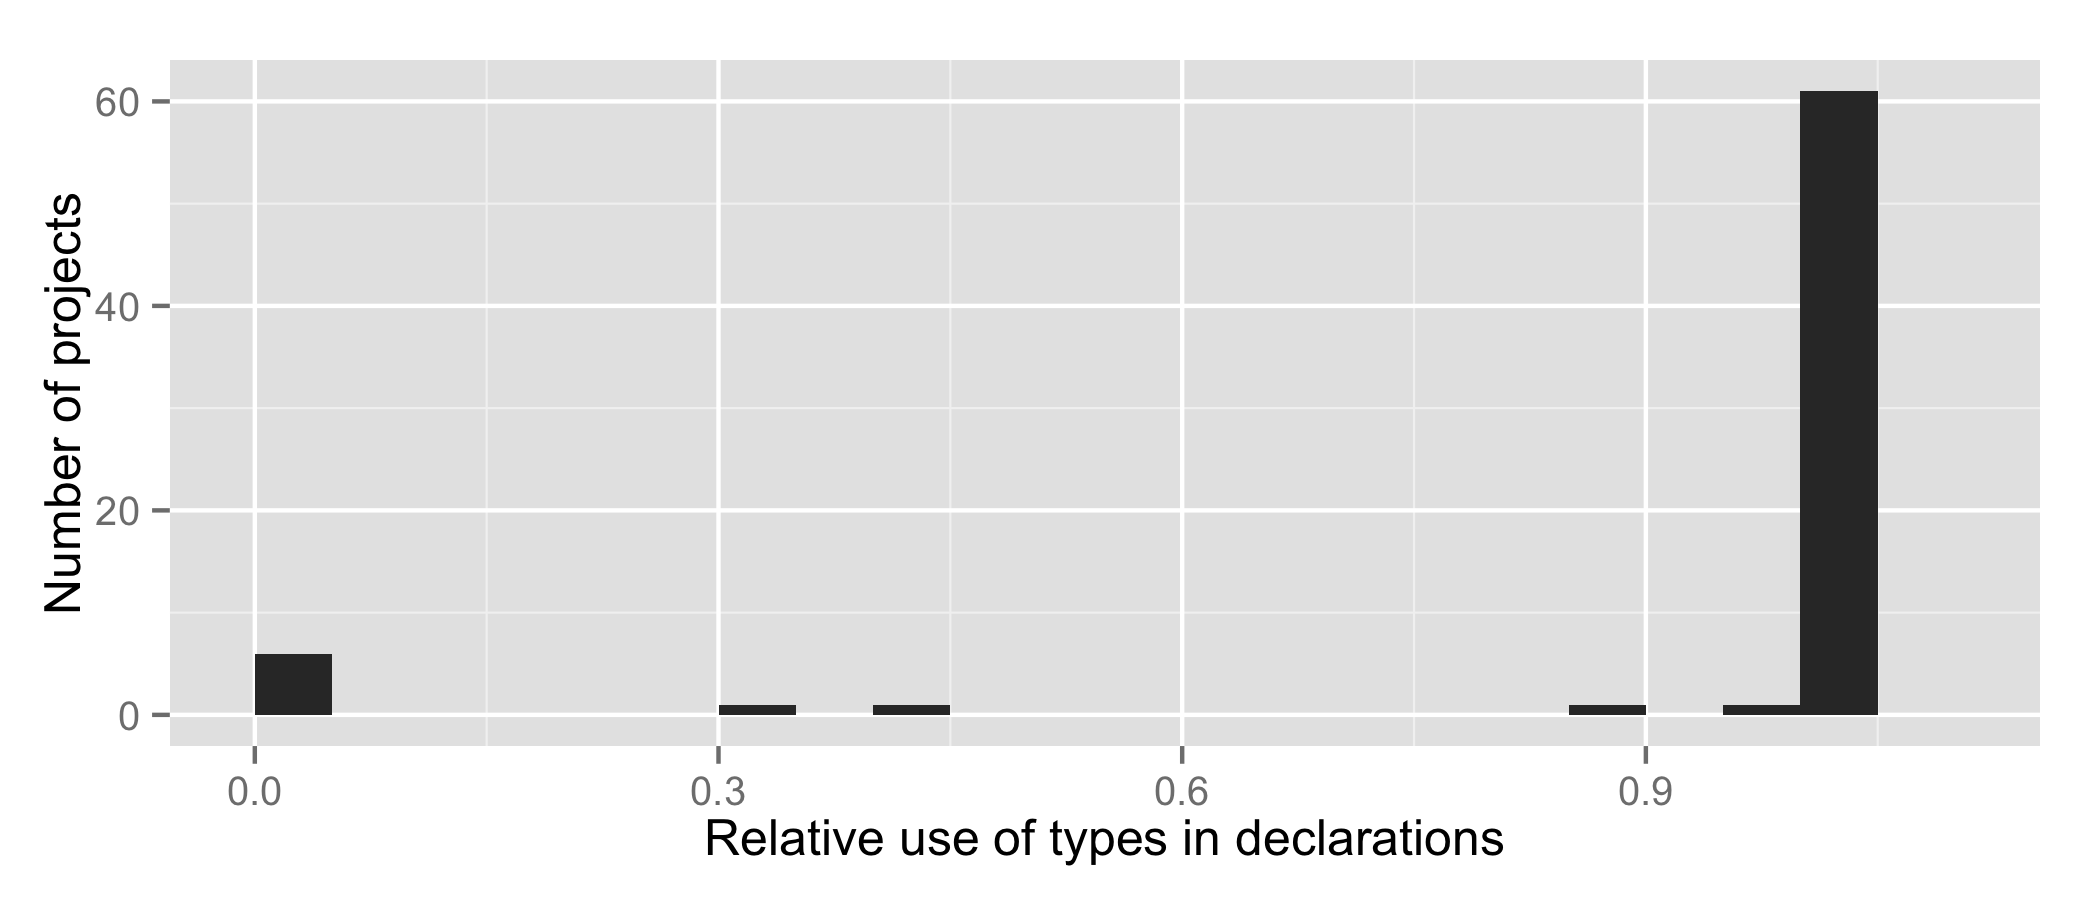 Number of projects
60
40
20
0
0.0 0.3 0.6 0.9
Relative use of types in declarations